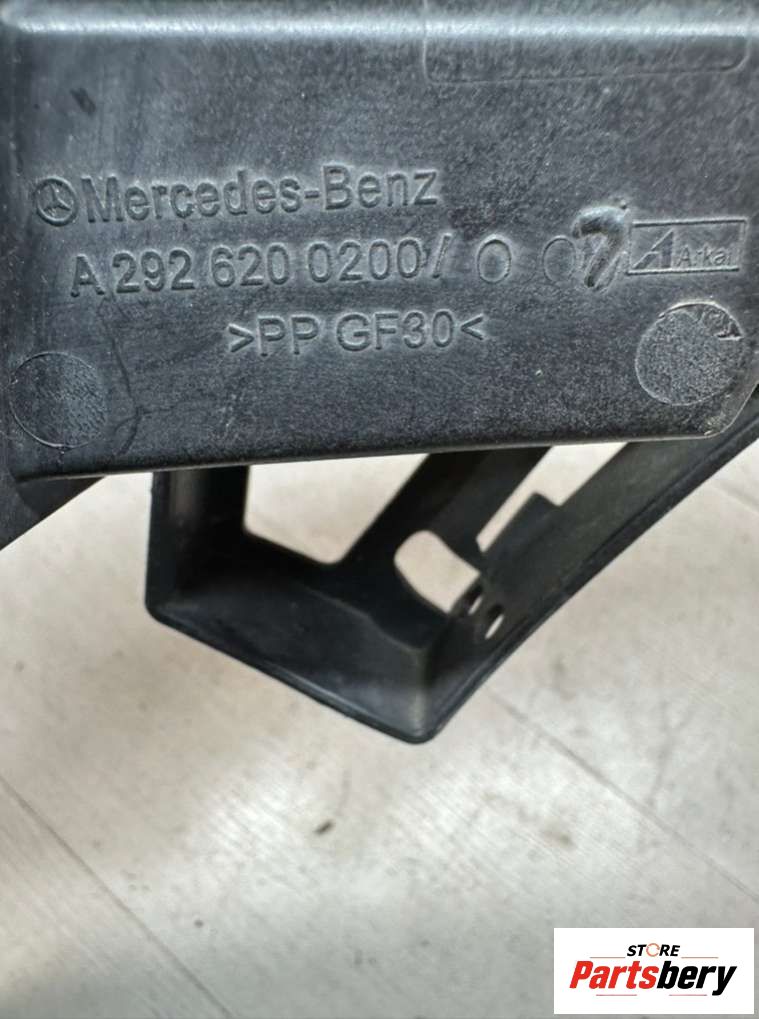 Mercedes-Benz
A 292 620 0200/
Arkal
>PP GF30<
STORE
Partsbery